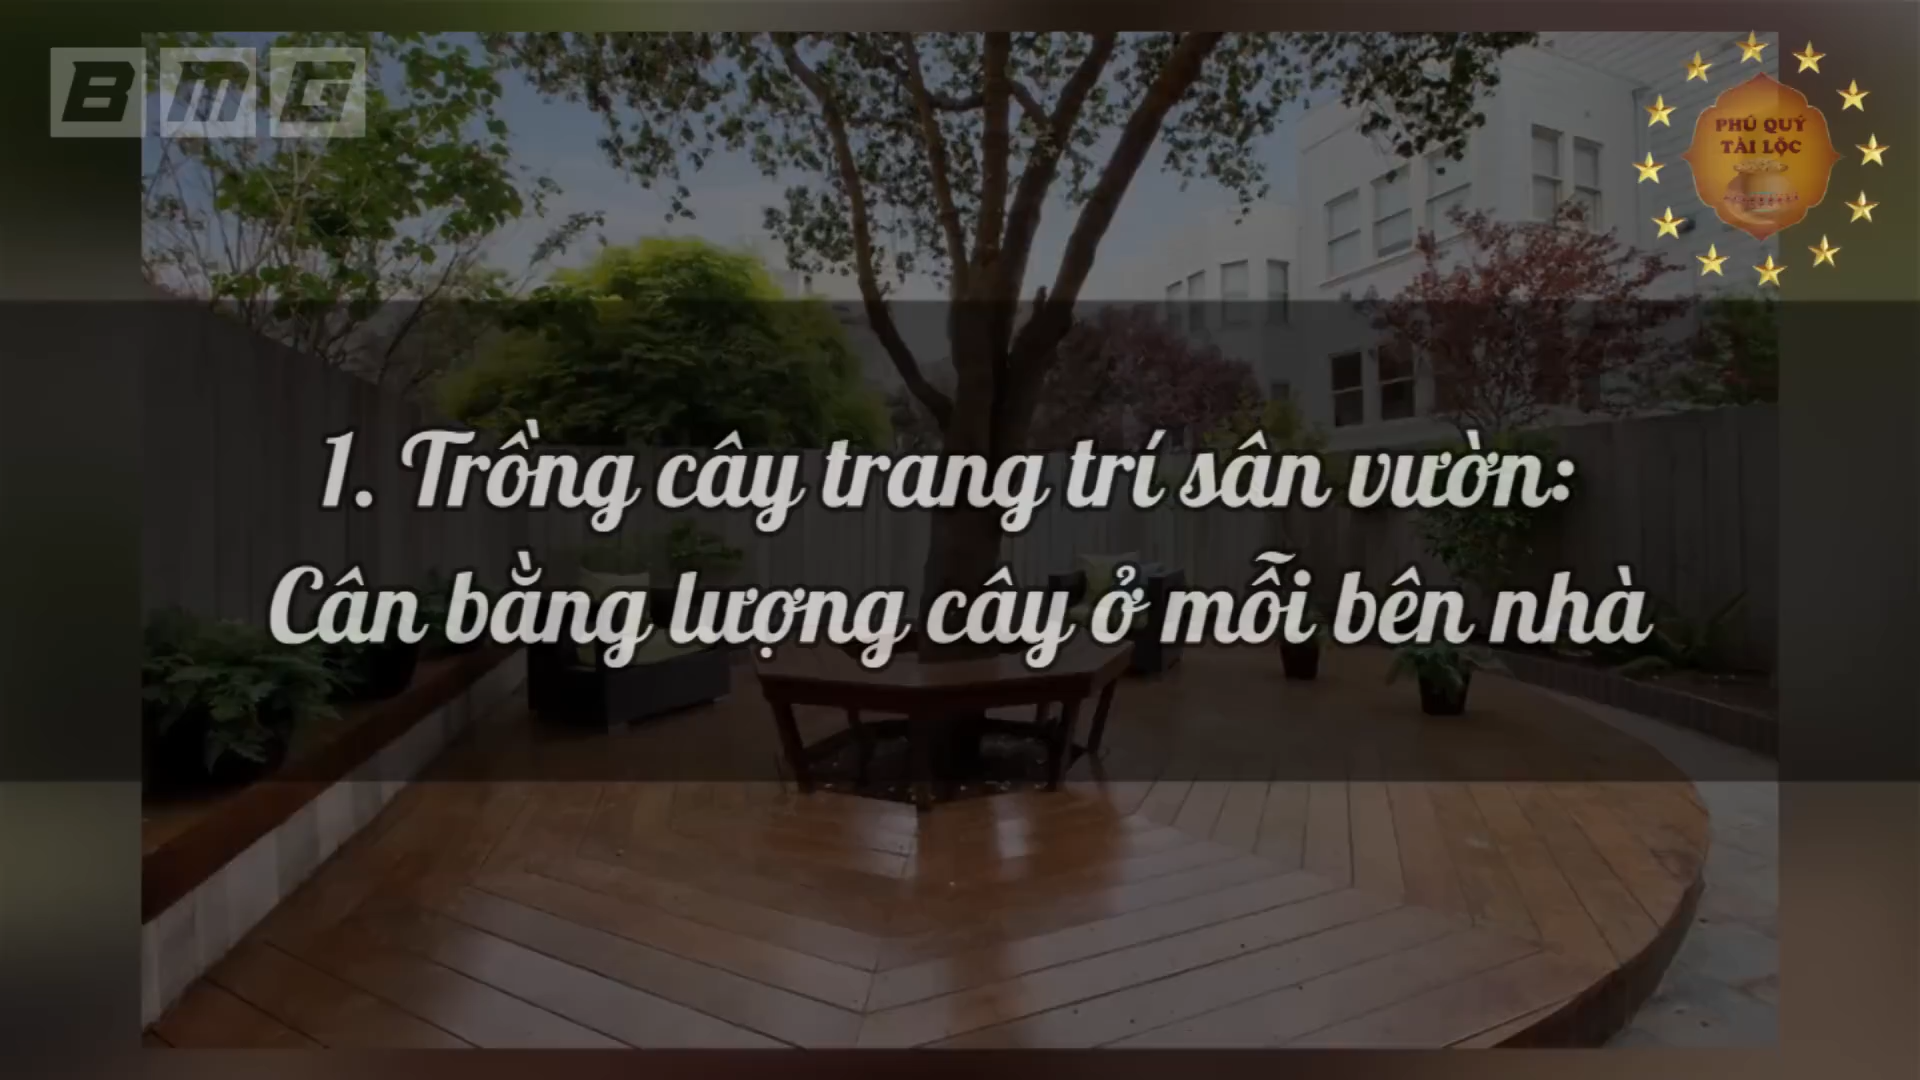 BMG
PHÚ QUÝ
TÀI LỘC
1. Trồng cây trang trí sân vườn:
Cân bằng lượng cây ở mỗi bên nhà